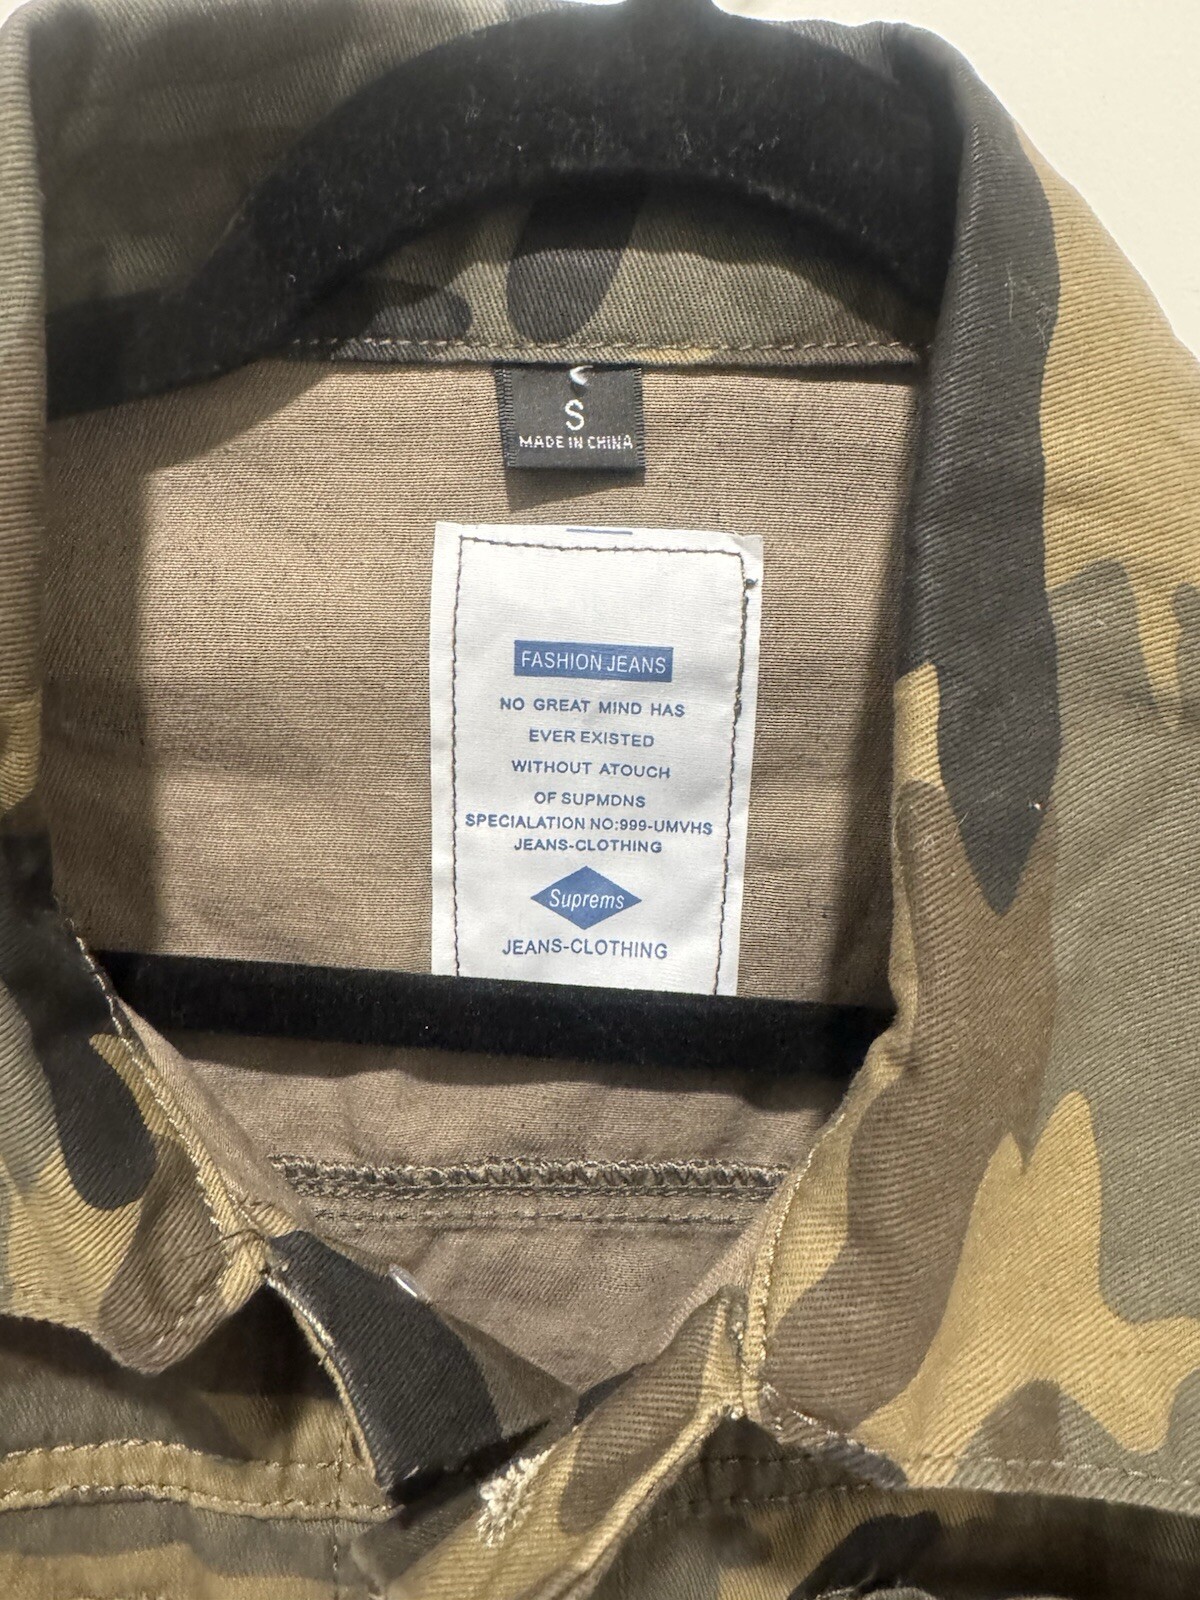 S
MADE IN CHINA
FASHION JEANS
NO GREAT MIND HAS
EVER EXISTED
WITHOUT ATOUCH
OF SUPMDNS
SPECIALATION NO:999-UMVHS
JEANS-CLOTHING
Suprems
JEANS-CLOTHING